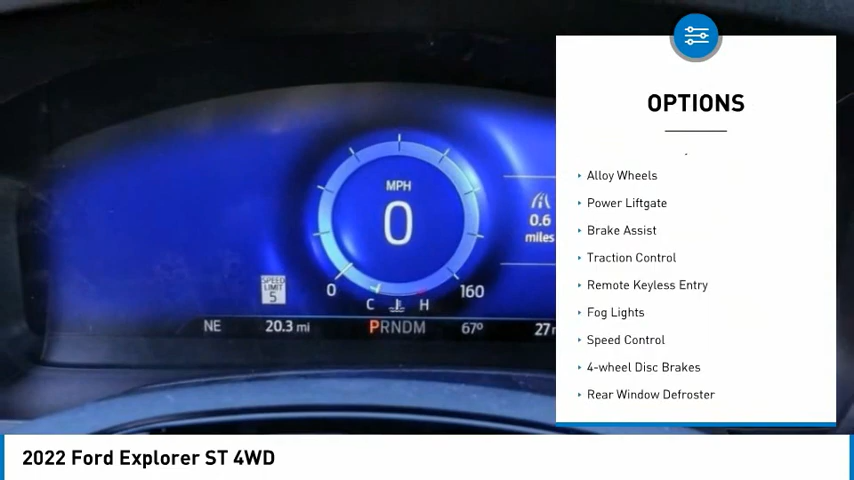 MPH
0
0.6
miles
SPEED
LIMIT
5
0
160
C
H
NE
20.3 mi
PRNDM
67º
27
OPTIONS
Alloy Wheels
Power Liftgate
Brake Assist
Traction Control
Remote Keyless Entry
Fog Lights
Speed Control
4-wheel Disc Brakes
Rear Window Defroster
2022 Ford Explorer ST 4WD